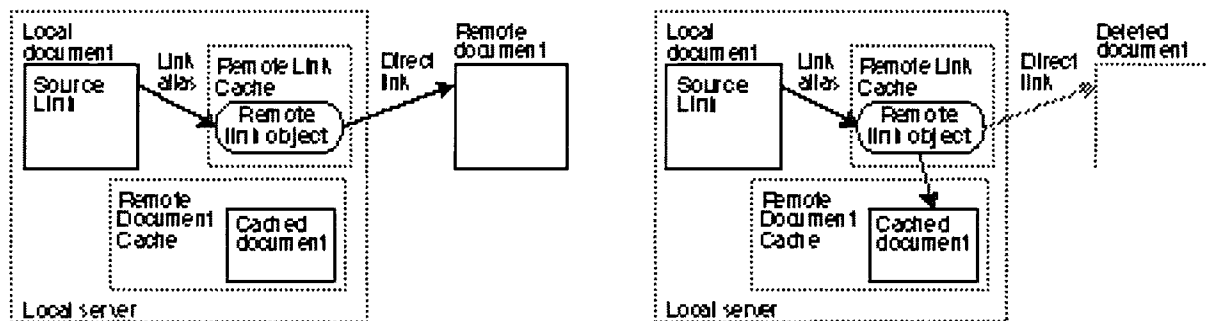 Local
document
Source
Link
Link
alias
Remote Link
Cache
Remote
link object
Direct
link
Remote
document
Remote
Document
Cache
Cached
document
Local server
Local
document
Source
Link
Link
alias
Remote Link
Cache
Remote
link object
Direct
link
Deleted
document
Remote
Document
Cache
Cached
document
Local server